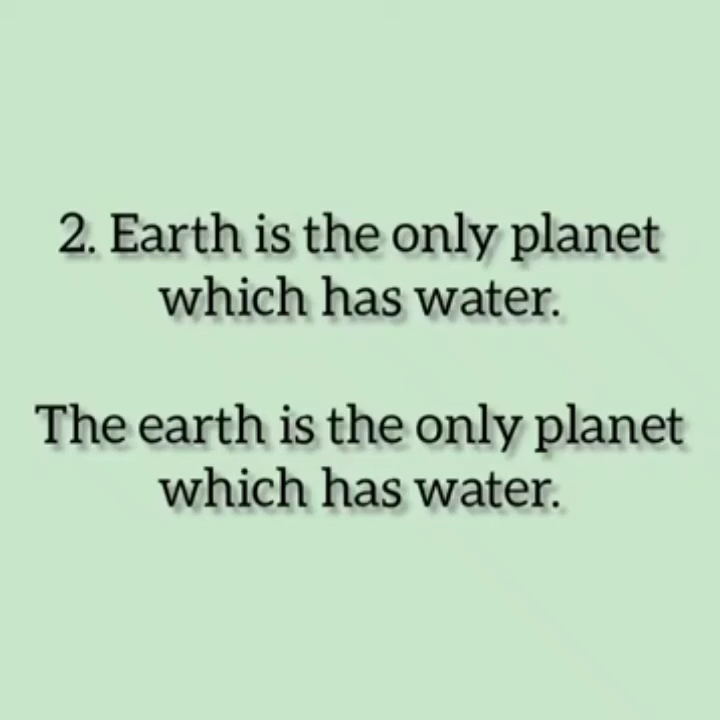 2. Earth is the only planet
which has water.
The earth is the only planet
which has water.